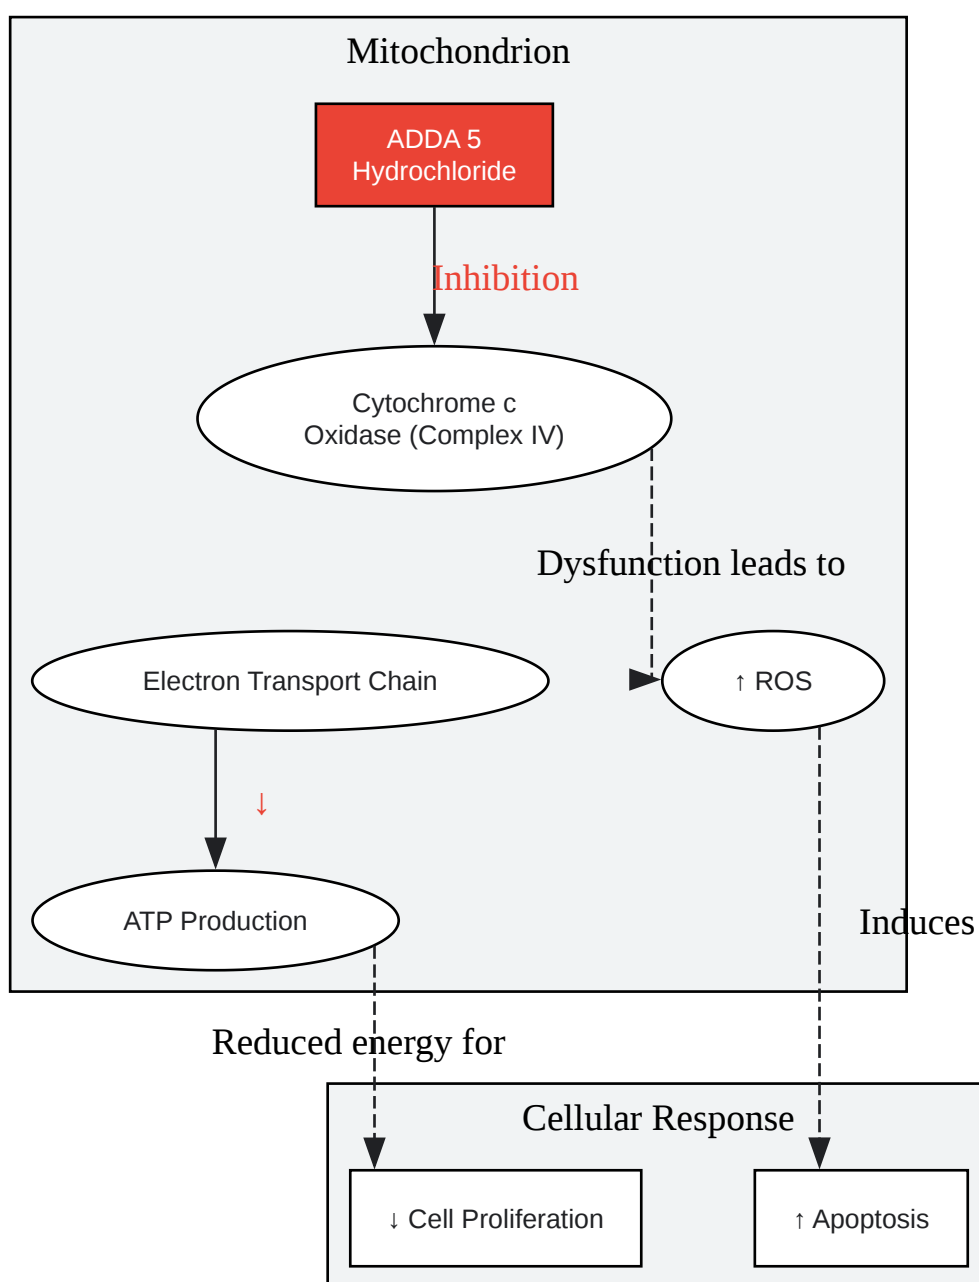 Mitochondrion
ADDA 5
Hydrochloride
Inhibition
Cytochrome c
Oxidase (Complex IV)
Dysfunction leads to
Electron Transport Chain
↑ ROS
↓
ATP Production
Induces
Reduced energy for
Cellular Response
↓ Cell Proliferation
↑ Apoptosis